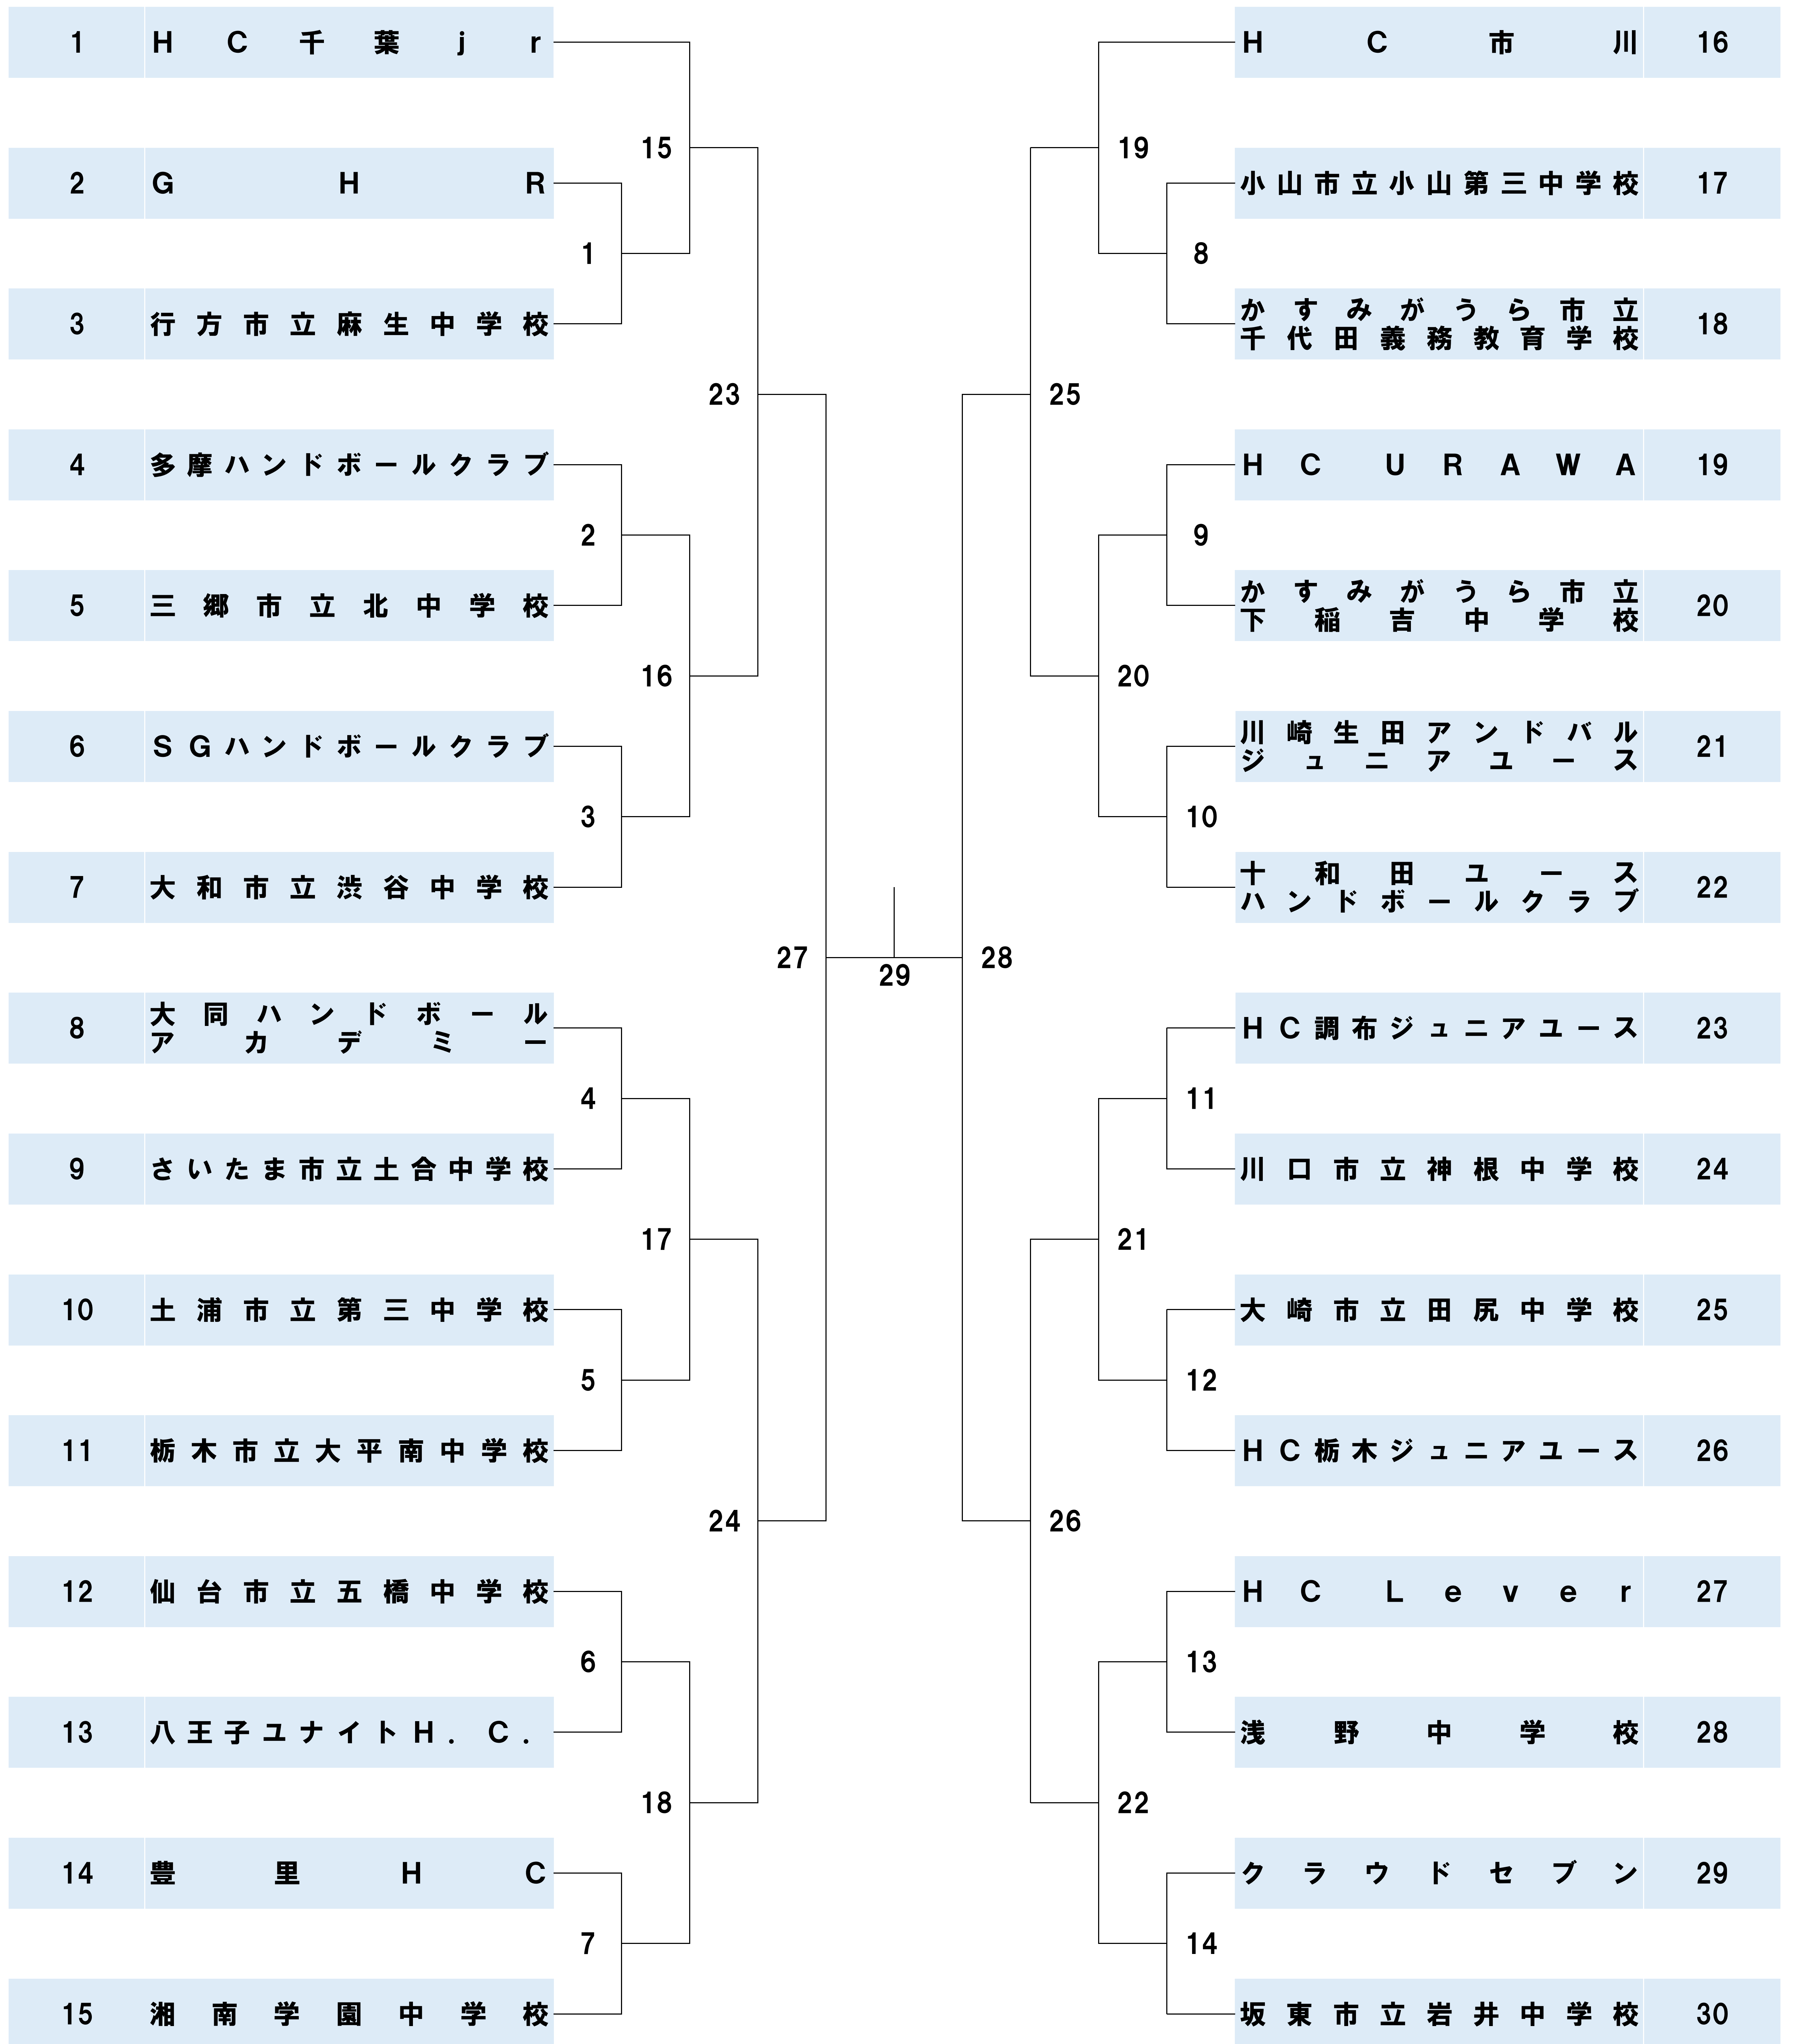 1 HC千葉jr
15
2 GHR
1
3 行方市立麻生中学校
23
4 多摩ハンドボールクラブ
2
5 三郷市立北中学校
16
6 SGハンドボールクラブ
3
7 大和市立渋谷中学校
27
8 大同ハンドボール
アカデミー
4
9 さいたま市立土合中学校
17
10 土浦市立第三中学校
5
11 栃木市立大平南中学校
24
12 仙台市立五橋中学校
6
13 八王子ユナイトH.C.
18
14 豊里HC
7
15 湘南学園中学校
29
HC市川 16
19
小山市立小山第三中学校 17
8
かすみがうら市立
千代田義務教育学校 18
25
HC URAWA 19
9
かすみがうら市立
下稲吉中学校 20
20
川崎生田アンドバル
ジュニアユース 21
10
十和田ユース
ハンドボールクラブ 22
28
HC調布ジュニアユース 23
11
川口市立神根中学校 24
21
大崎市立田尻中学校 25
12
HC栃木ジュニアユース 26
26
HC Lever 27
13
浅野中学校 28
22
クラウドセブン 29
14
坂東市立岩井中学校 30